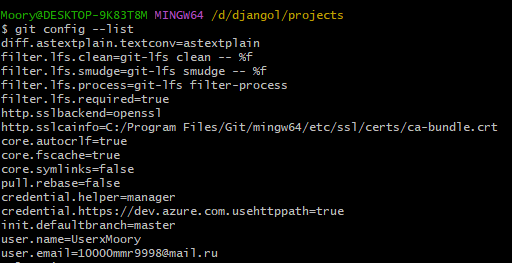 Moory@DESKTOP-9K83T8M MINGW64 /d/djangol/projects
$ git config --list
diff.astextplain.textconv=astextplain
filter.lfs.clean=git-lfs clean -- %f
filter.lfs.smudge=git-lfs smudge -- %f
filter.lfs.process=git-lfs filter-process
filter.lfs.required=true
http.sslbackend=openssl
http.sslcainfo=C:/Program Files/Git/mingw64/etc/ssl/certs/ca-bundle.crt
core.autocrlf=true
core.fscache=true
core.symlinks=false
pull.rebase=false
credential.helper=manager
credential.https://dev.azure.com.usehttppath=true
init.defaultbranch=master
user.name=UserxMoory
user.email=10000mmr9998@mail.ru